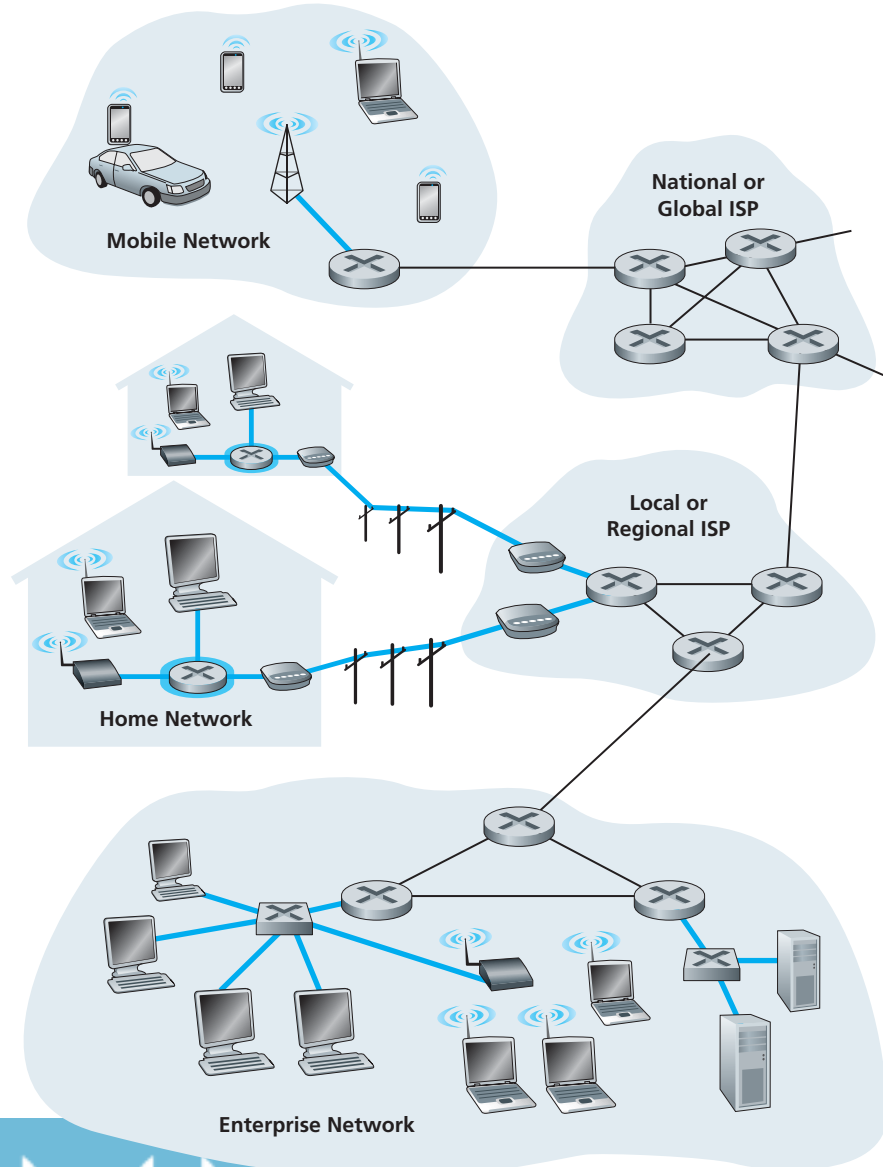 National or
Global ISP
Mobile Network
Local or
Regional ISP
Home Network
Enterprise Network